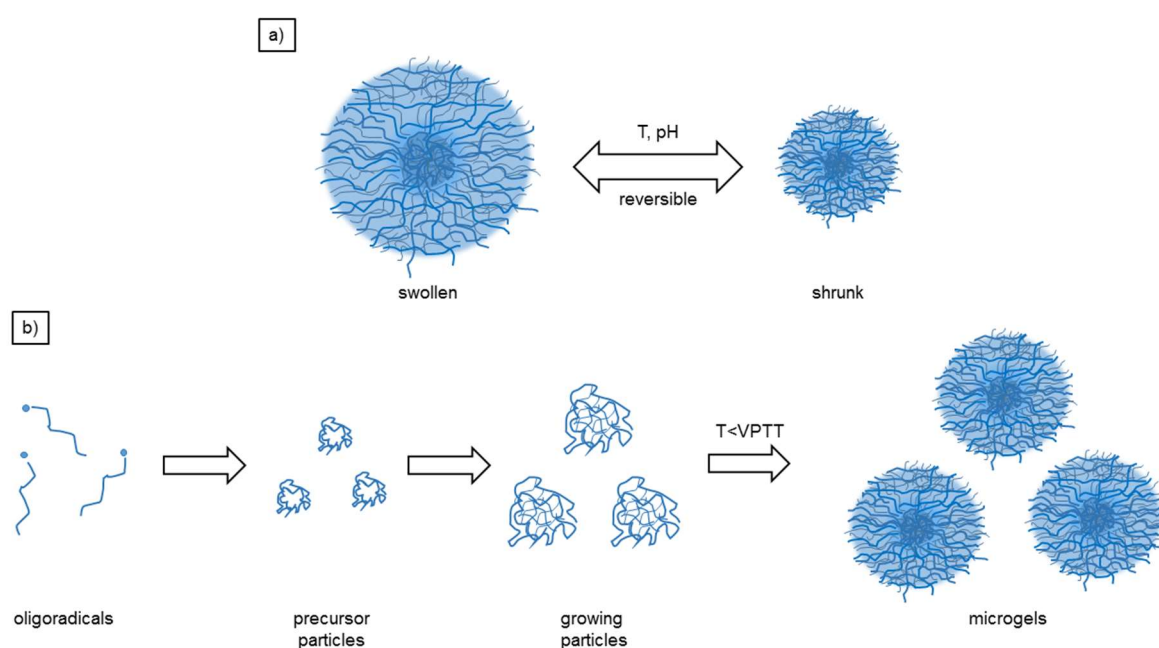 a)
T, pH
reversible
swollen
shrunk
b)
T<VPTT
oligoradicals
precursor
particles
growing
particles
microgels